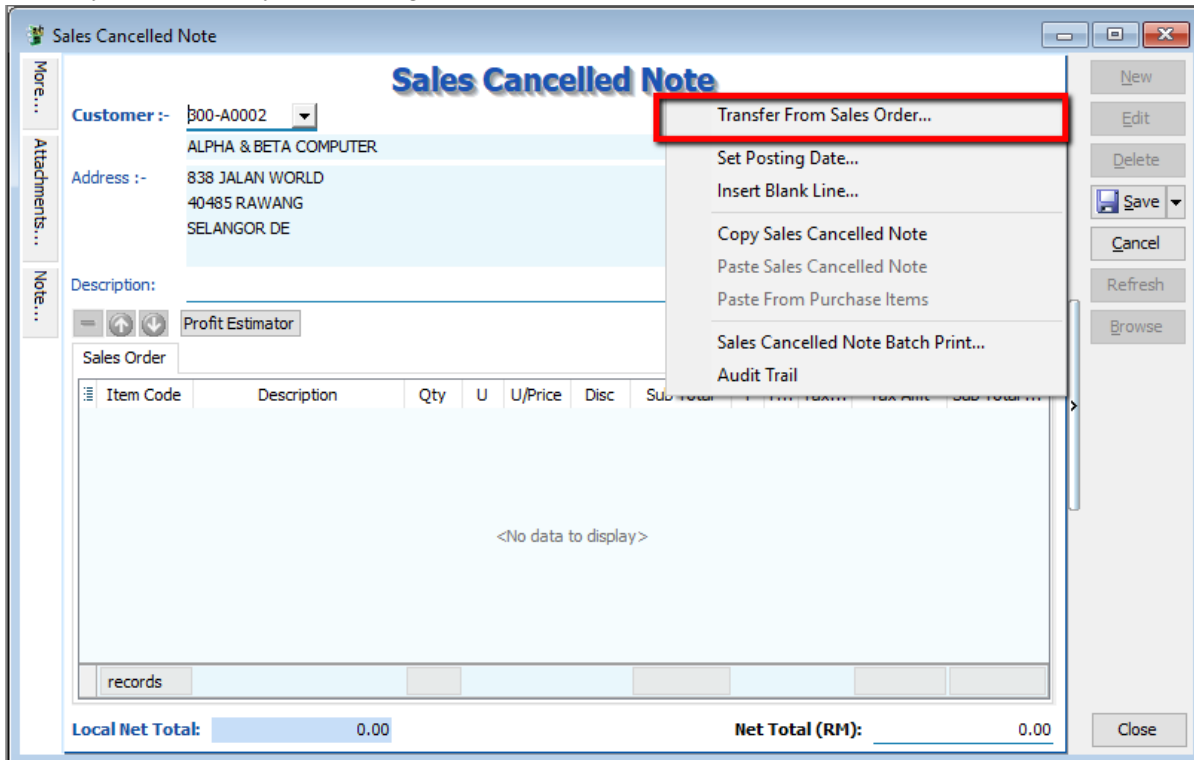 Sales Cancelled Note
More...
Attachments...
Note...
Sales Cancelled Note
Customer :- 300-A0002
ALPHA & BETA COMPUTER
Address :- 838 JALAN WORLD
40485 RAWANG
SELANGOR DE
Description:
Profit Estimator
Sales Order
Item Code Description Qty U U/Price Disc Sub Total
<No data to display>
records
Local Net Total: 0.00 Net Total (RM): 0.00
Transfer From Sales Order...
Set Posting Date...
Insert Blank Line...
Copy Sales Cancelled Note
Paste Sales Cancelled Note
Paste From Purchase Items
Sales Cancelled Note Batch Print...
Audit Trail
New
Edit
Delete
Save
Cancel
Refresh
Browse
Close